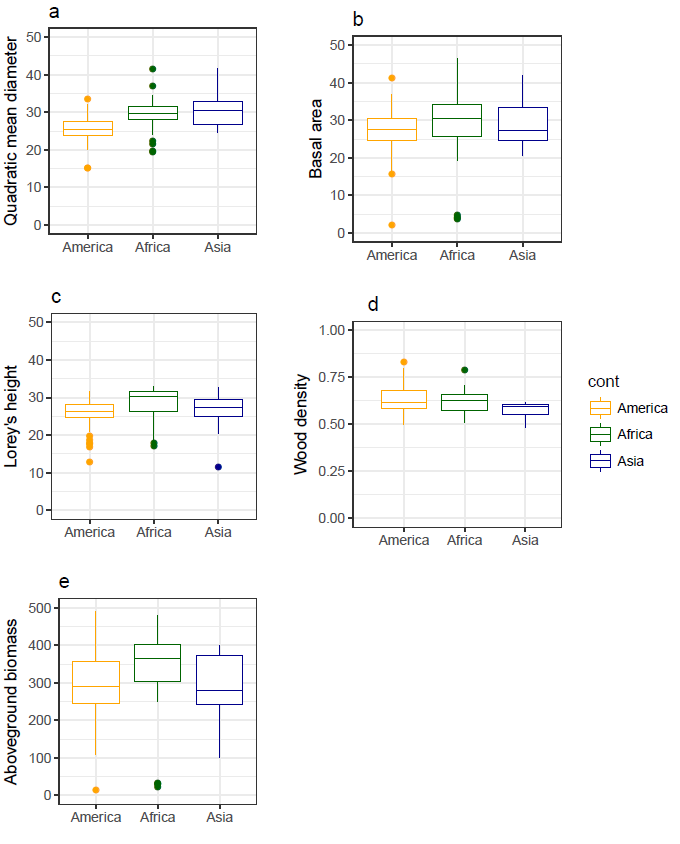 a
Quadratic mean diameter
50
40
30
20
10
0
America Africa Asia
b
Basal area
50
40
30
20
10
0
America Africa Asia
c
Lorey's height
50
40
30
20
10
0
America Africa Asia
d
Wood density
1.00
0.75
0.50
0.25
0.00
America Africa Asia
cont
America
Africa
Asia
e
Aboveground biomass
500
400
300
200
100
0
America Africa Asia